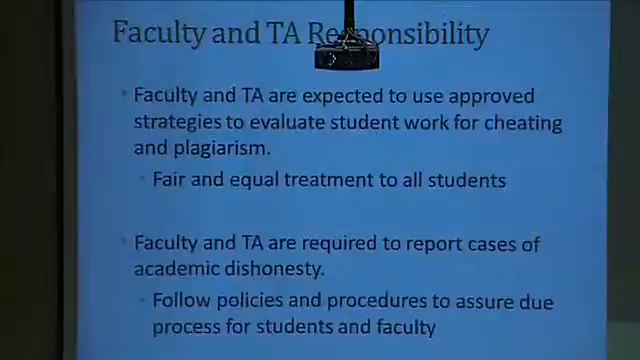 Faculty and TA Responsibility
Faculty and TA are expected to use approved
strategies to evaluate student work for cheating
and plagiarism.
Fair and equal treatment to all students
Faculty and TA are required to report cases of
academic dishonesty.
Follow policies and procedures to assure due
process for students and faculty